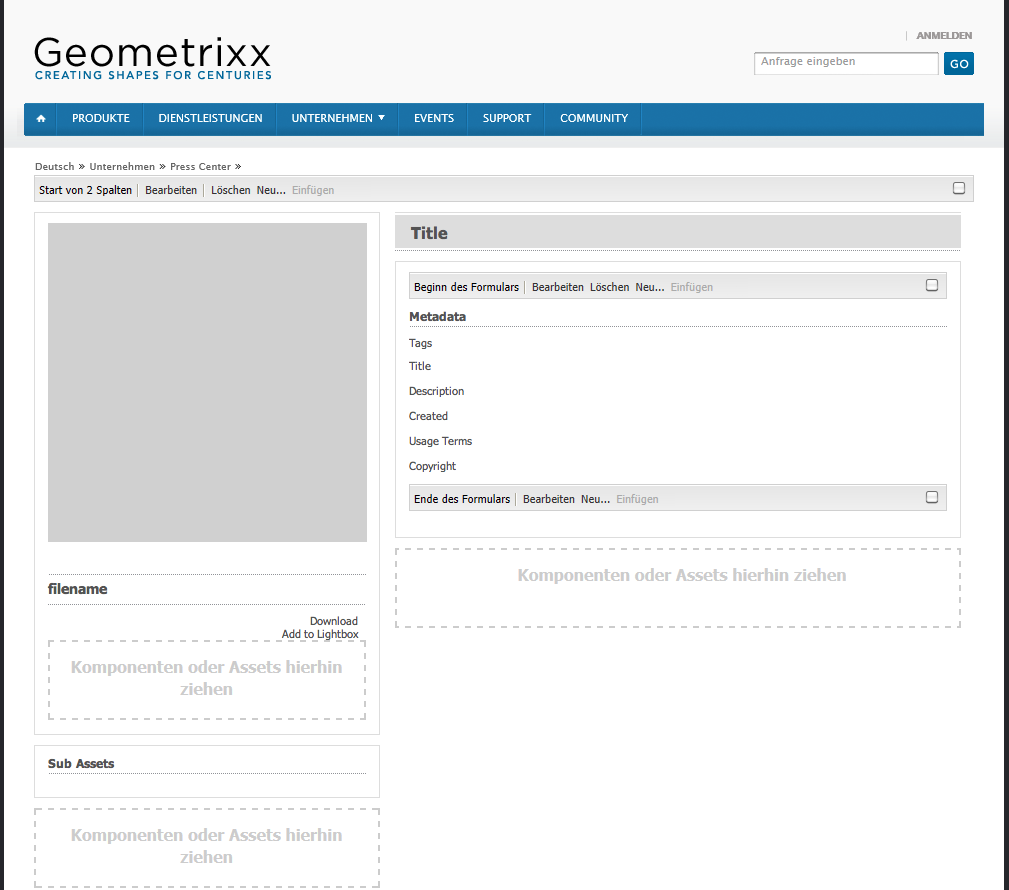 Geometrixx
CREATING SHAPES FOR CENTURIES
ANMELDEN
Anfrage eingeben
GO
PRODUKTE DIENSTLEISTUNGEN UNTERNEHMEN EVENTS SUPPORT COMMUNITY
Deutsch » Unternehmen » Press Center »
Start von 2 Spalten | Bearbeiten | Löschen Neu... Einfügen
filename
Download
Add to Lightbox
Komponenten oder Assets hierhin
ziehen
Sub Assets
Komponenten oder Assets hierhin
ziehen
Title
Beginn des Formulars | Bearbeiten Löschen Neu... Einfügen
Metadata
Tags
Title
Description
Created
Usage Terms
Copyright
Ende des Formulars | Bearbeiten Neu... Einfügen
Komponenten oder Assets hierhin ziehen